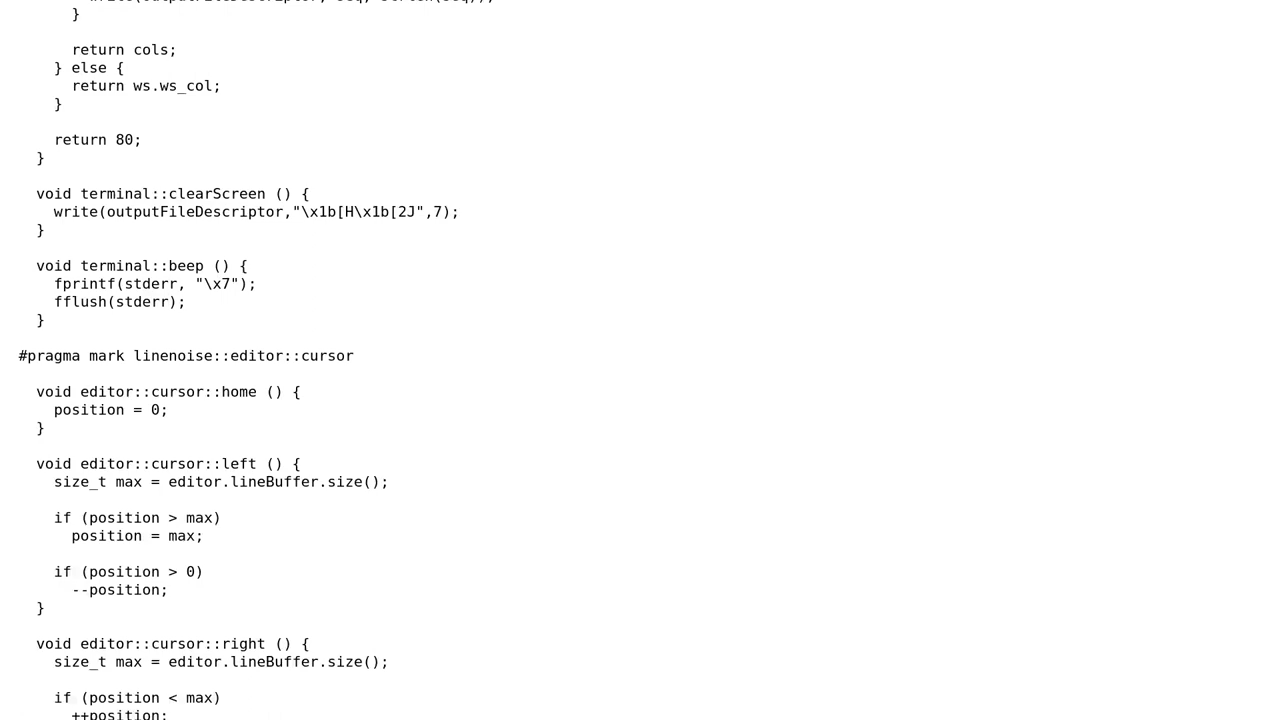 }

      return cols;
    } else {
      return ws.ws_col;
    }

    return 80;
  }

  void terminal::clearScreen () {
    write(outputFileDescriptor,"\x1b[H\x1b[2J",7);
  }

  void terminal::beep () {
    fprintf(stderr, "\x7");
    fflush(stderr);
  }

#pragma mark linenoise::editor::cursor

  void editor::cursor::home () {
    position = 0;
  }

  void editor::cursor::left () {
    size_t max = editor.lineBuffer.size();

    if (position > max)
      position = max;

    if (position > 0)
      --position;
  }

  void editor::cursor::right () {
    size_t max = editor.lineBuffer.size();

    if (position < max)
      ++position;